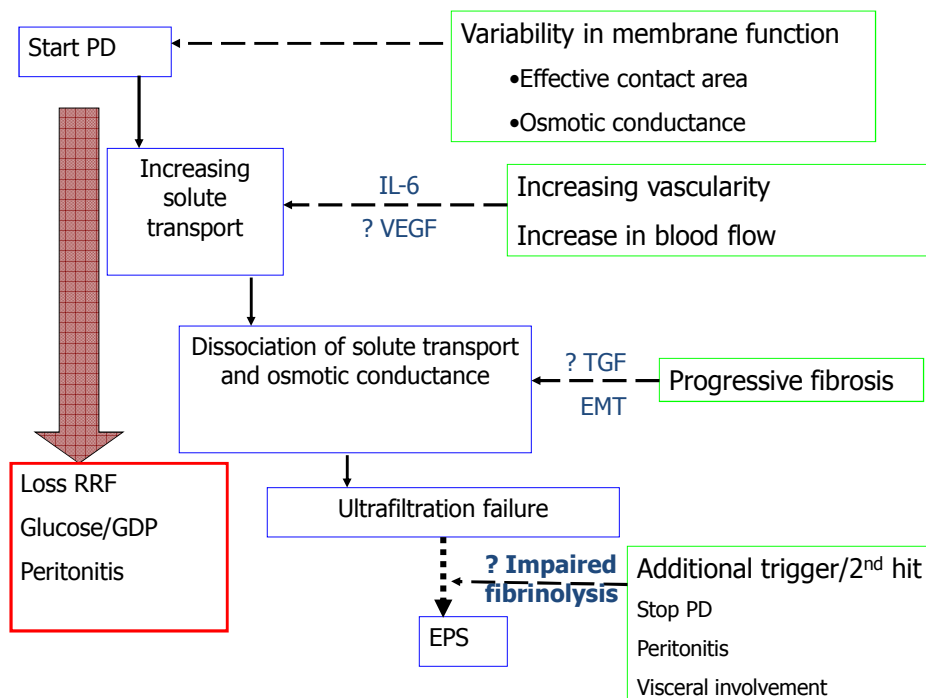 Start PD
Variability in membrane function
•Effective contact area
•Osmotic conductance
Increasing
solute
transport
IL-6
? VEGF
Increasing vascularity
Increase in blood flow
Dissociation of solute transport
and osmotic conductance
? TGF
EMT
Progressive fibrosis
Loss RRF
Glucose/GDP
Peritonitis
Ultrafiltration failure
? Impaired
fibrinolysis
Additional trigger/2nd hit
Stop PD
Peritonitis
Visceral involvement
EPS